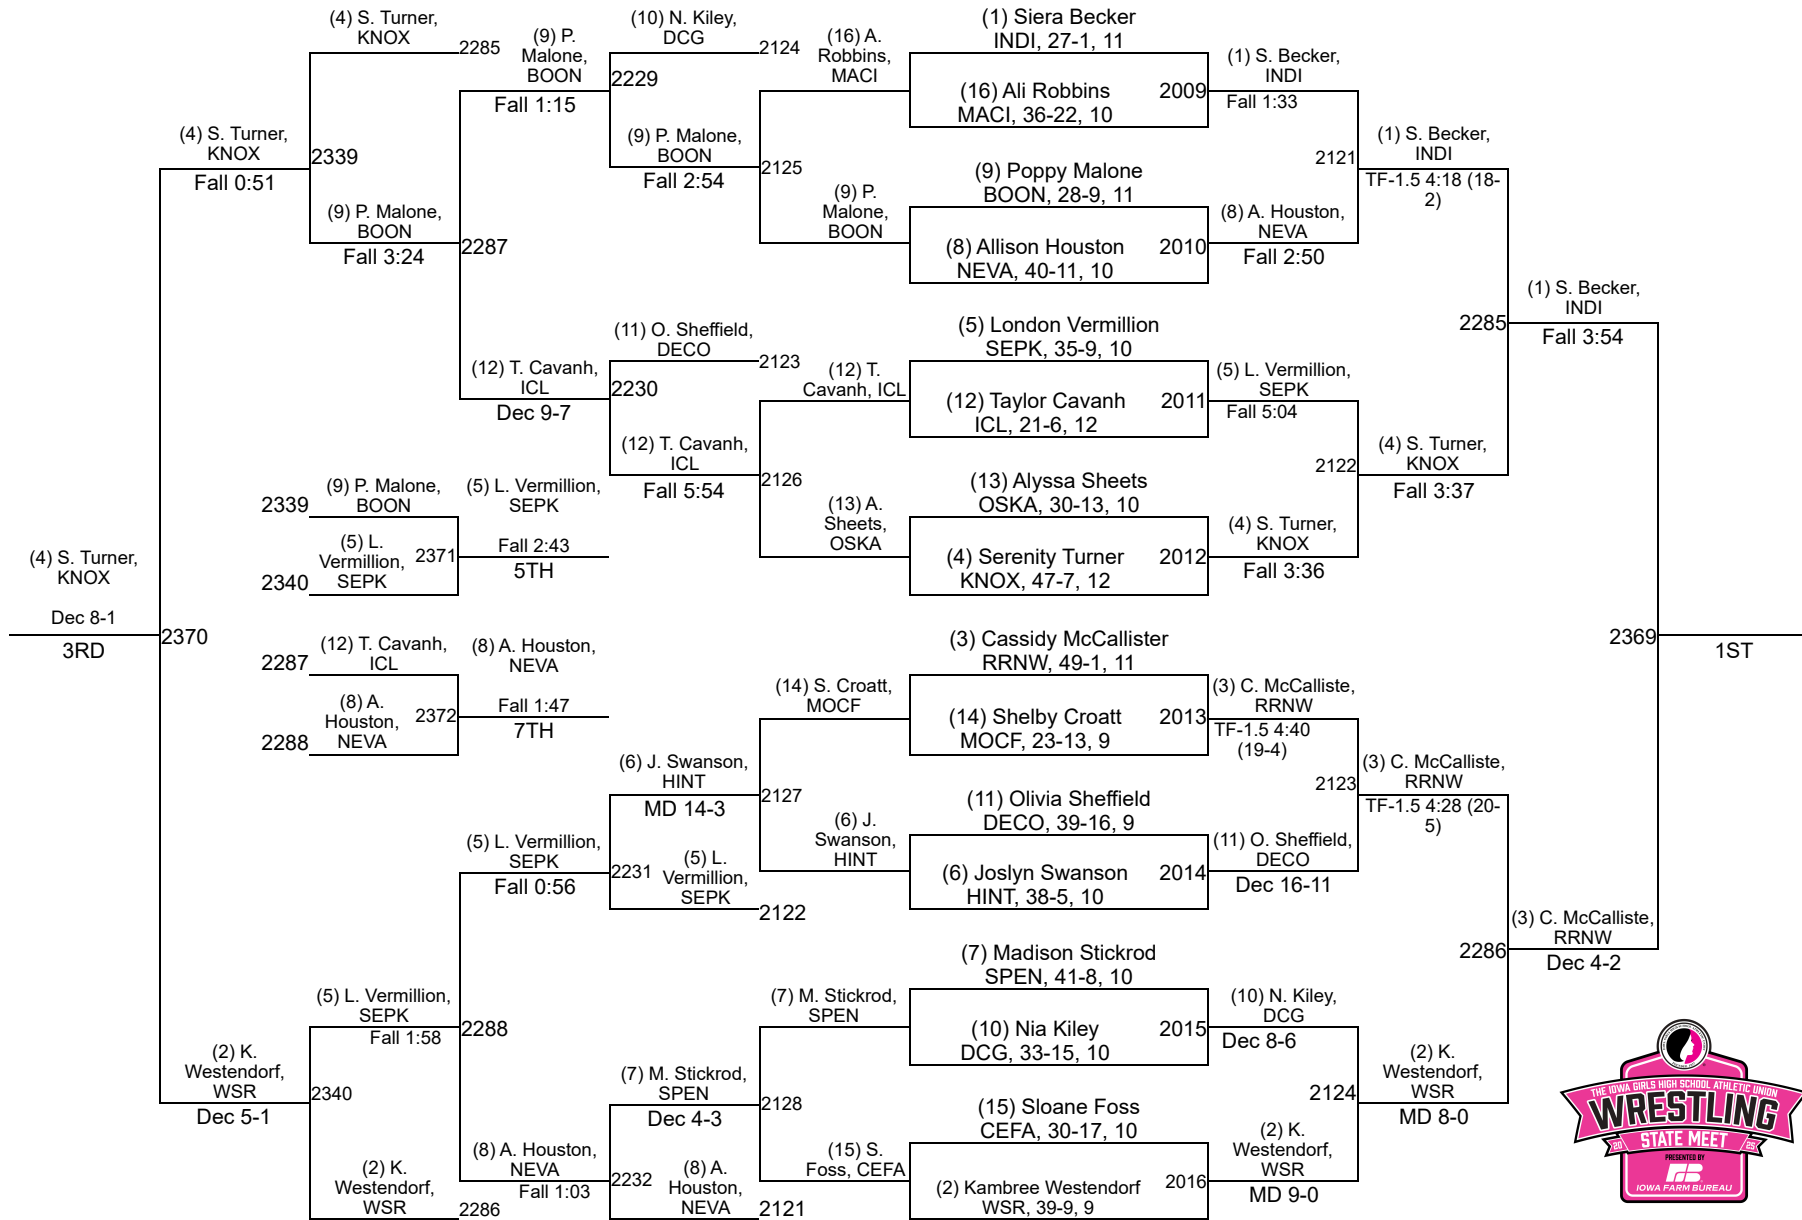 (4) S. Turner,
KNOX
2285
(9) P.
Malone,
BOON
Fall 1:15
(10) N. Kiley,
DCG
2124
2229
(16) A.
Robbins,
MACI
(1) Siera Becker
INDI, 27-1, 11
(16) Ali Robbins
MACI, 36-22, 10
2009
(1) S. Becker,
INDI
Fall 1:33
(4) S. Turner,
KNOX
Fall 0:51
2339
(9) P. Malone,
BOON
Fall 2:54
2125
2121
(1) S. Becker,
INDI
TF-1.5 4:18 (18-
2)
(9) P. Malone,
BOON
Fall 3:24
2287
(9) P.
Malone,
BOON
(9) Poppy Malone
BOON, 28-9, 11
(8) Allison Houston
NEVA, 40-11, 10
2010
(8) A. Houston,
NEVA
Fall 2:50
(1) S. Becker,
INDI
Fall 3:54
2285
(11) O. Sheffield,
DECO
2123
(12) T. Cavanh,
ICL
Dec 9-7
2230
(12) T.
Cavanh, ICL
(5) London Vermillion
SEPK, 35-9, 10
(12) Taylor Cavanh
ICL, 21-6, 12
2011
(5) L. Vermillion,
SEPK
Fall 5:04
(12) T. Cavanh,
ICL
Fall 5:54
2126
2122
(4) S. Turner,
KNOX
Fall 3:37
2339
(9) P. Malone,
BOON
(5) L. Vermillion,
SEPK
(13) A.
Sheets,
OSKA
(13) Alyssa Sheets
OSKA, 30-13, 10
(4) Serenity Turner
KNOX, 47-7, 12
2012
(4) S. Turner,
KNOX
Fall 3:36
(5) L.
Vermillion,
SEPK
2371
2340
Fall 2:43
5TH
(4) S. Turner,
KNOX
Dec 8-1
3RD
2370
2369
1ST
2287
(12) T. Cavanh,
ICL
(8) A. Houston,
NEVA
(8) A.
Houston,
NEVA
2372
2288
Fall 1:47
7TH
(14) S. Croatt,
MOCF
(3) Cassidy McCallister
RRNW, 49-1, 11
(14) Shelby Croatt
MOCF, 23-13, 9
2013
(3) C. McCalliste,
RRNW
TF-1.5 4:40
(19-4)
(6) J. Swanson,
HINT
MD 14-3
2127
2123
(3) C. McCalliste,
RRNW
TF-1.5 4:28 (20-
5)
(6) J.
Swanson,
HINT
(11) Olivia Sheffield
DECO, 39-16, 9
(6) Joslyn Swanson
HINT, 38-5, 10
2014
(11) O. Sheffield,
DECO
Dec 16-11
(5) L. Vermillion,
SEPK
Fall 0:56
2231
(5) L.
Vermillion,
SEPK
2122
2286
(3) C. McCalliste,
RRNW
Dec 4-2
(5) L. Vermillion,
SEPK
Fall 1:58
2288
(7) M. Stickrod,
SPEN
(7) Madison Stickrod
SPEN, 41-8, 10
(10) Nia Kiley
DCG, 33-15, 10
2015
(10) N. Kiley,
DCG
Dec 8-6
(2) K.
Westendorf,
WSR
Dec 5-1
2340
(7) M. Stickrod,
SPEN
Dec 4-3
2128
2124
(2) K.
Westendorf,
WSR
MD 8-0
(2) K.
Westendorf,
WSR
2286
(8) A. Houston,
NEVA
Fall 1:03
2232
(8) A.
Houston,
NEVA
2121
(15) S.
Foss, CEFA
(15) Sloane Foss
CEFA, 30-17, 10
(2) Kambree Westendorf
WSR, 39-9, 9
2016
(2) K.
Westendorf,
WSR
MD 9-0
THE IOWA GIRLS HIGH SCHOOL ATHLETIC UNION
WRESTLING
20 STATE MEET 25
PRESENTED BY
FB
IOWA FARM BUREAU